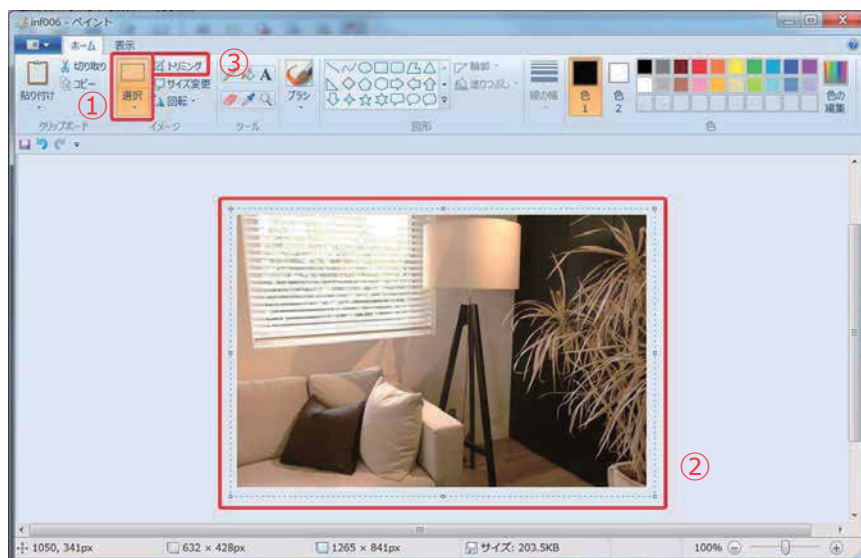 inf006 - ペイント
ホーム 表示
切り取り
コピー
貼り付け
クリップボード
①
選択
トリミング
サイズ変更
回転
イメージ
③
A
ツール
ブラシ
輪郭
塗りつぶし
図形
線の幅
色
1
色
2
色の
編集
色
②
1050, 341px
632 × 428px
1265 × 841px
サイズ: 203.5KB
100%